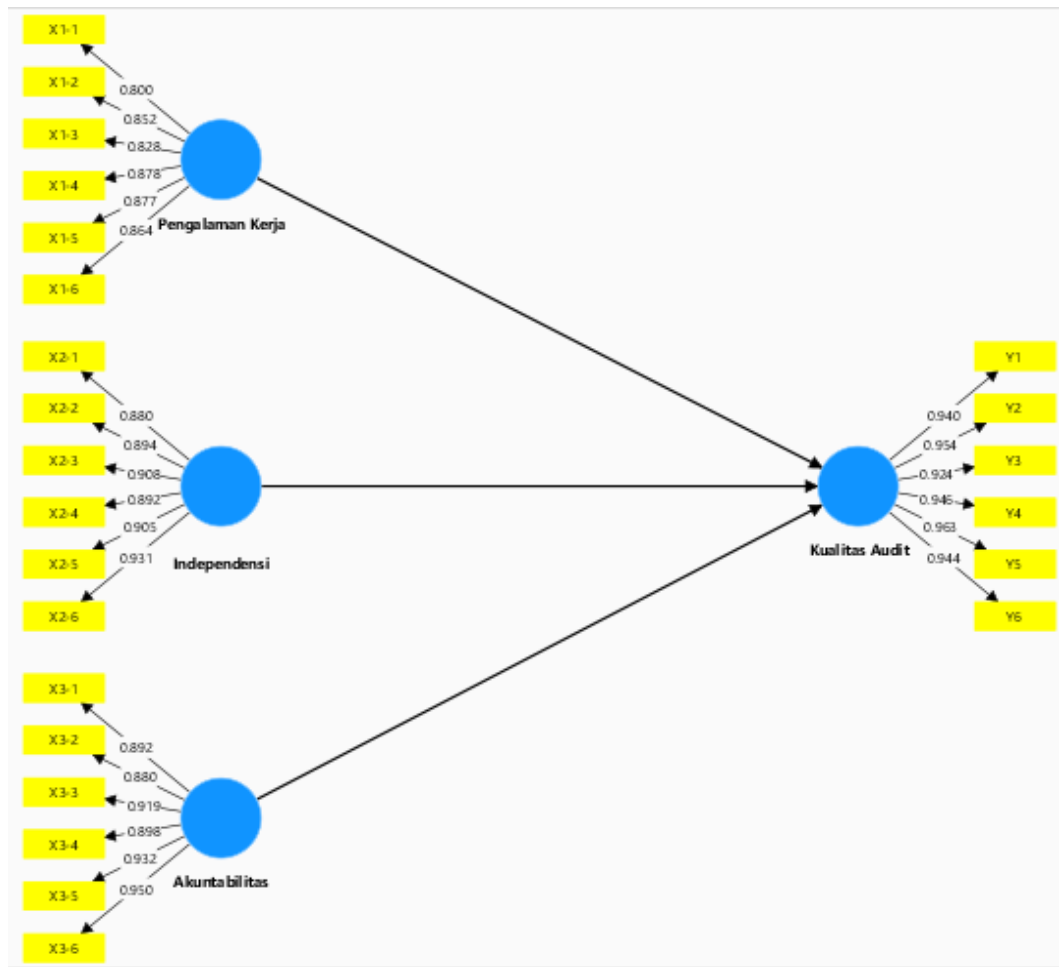 X1-1
0.800
X1-2
0.852
X1-3
0.828
X1-4
0.878
X1-5
0.877
X1-6
0.864
Pengalaman Kerja
X2-1
0.880
X2-2
0.894
X2-3
0.908
X2-4
0.892
X2-5
0.905
X2-6
0.931
Independensi
X3-1
0.892
X3-2
0.880
X3-3
0.919
X3-4
0.898
X3-5
0.932
X3-6
0.950
Akuntabilitas
Kualitas Audit
Y1
0.940
Y2
0.954
Y3
0.924
Y4
0.946
Y5
0.963
Y6
0.944